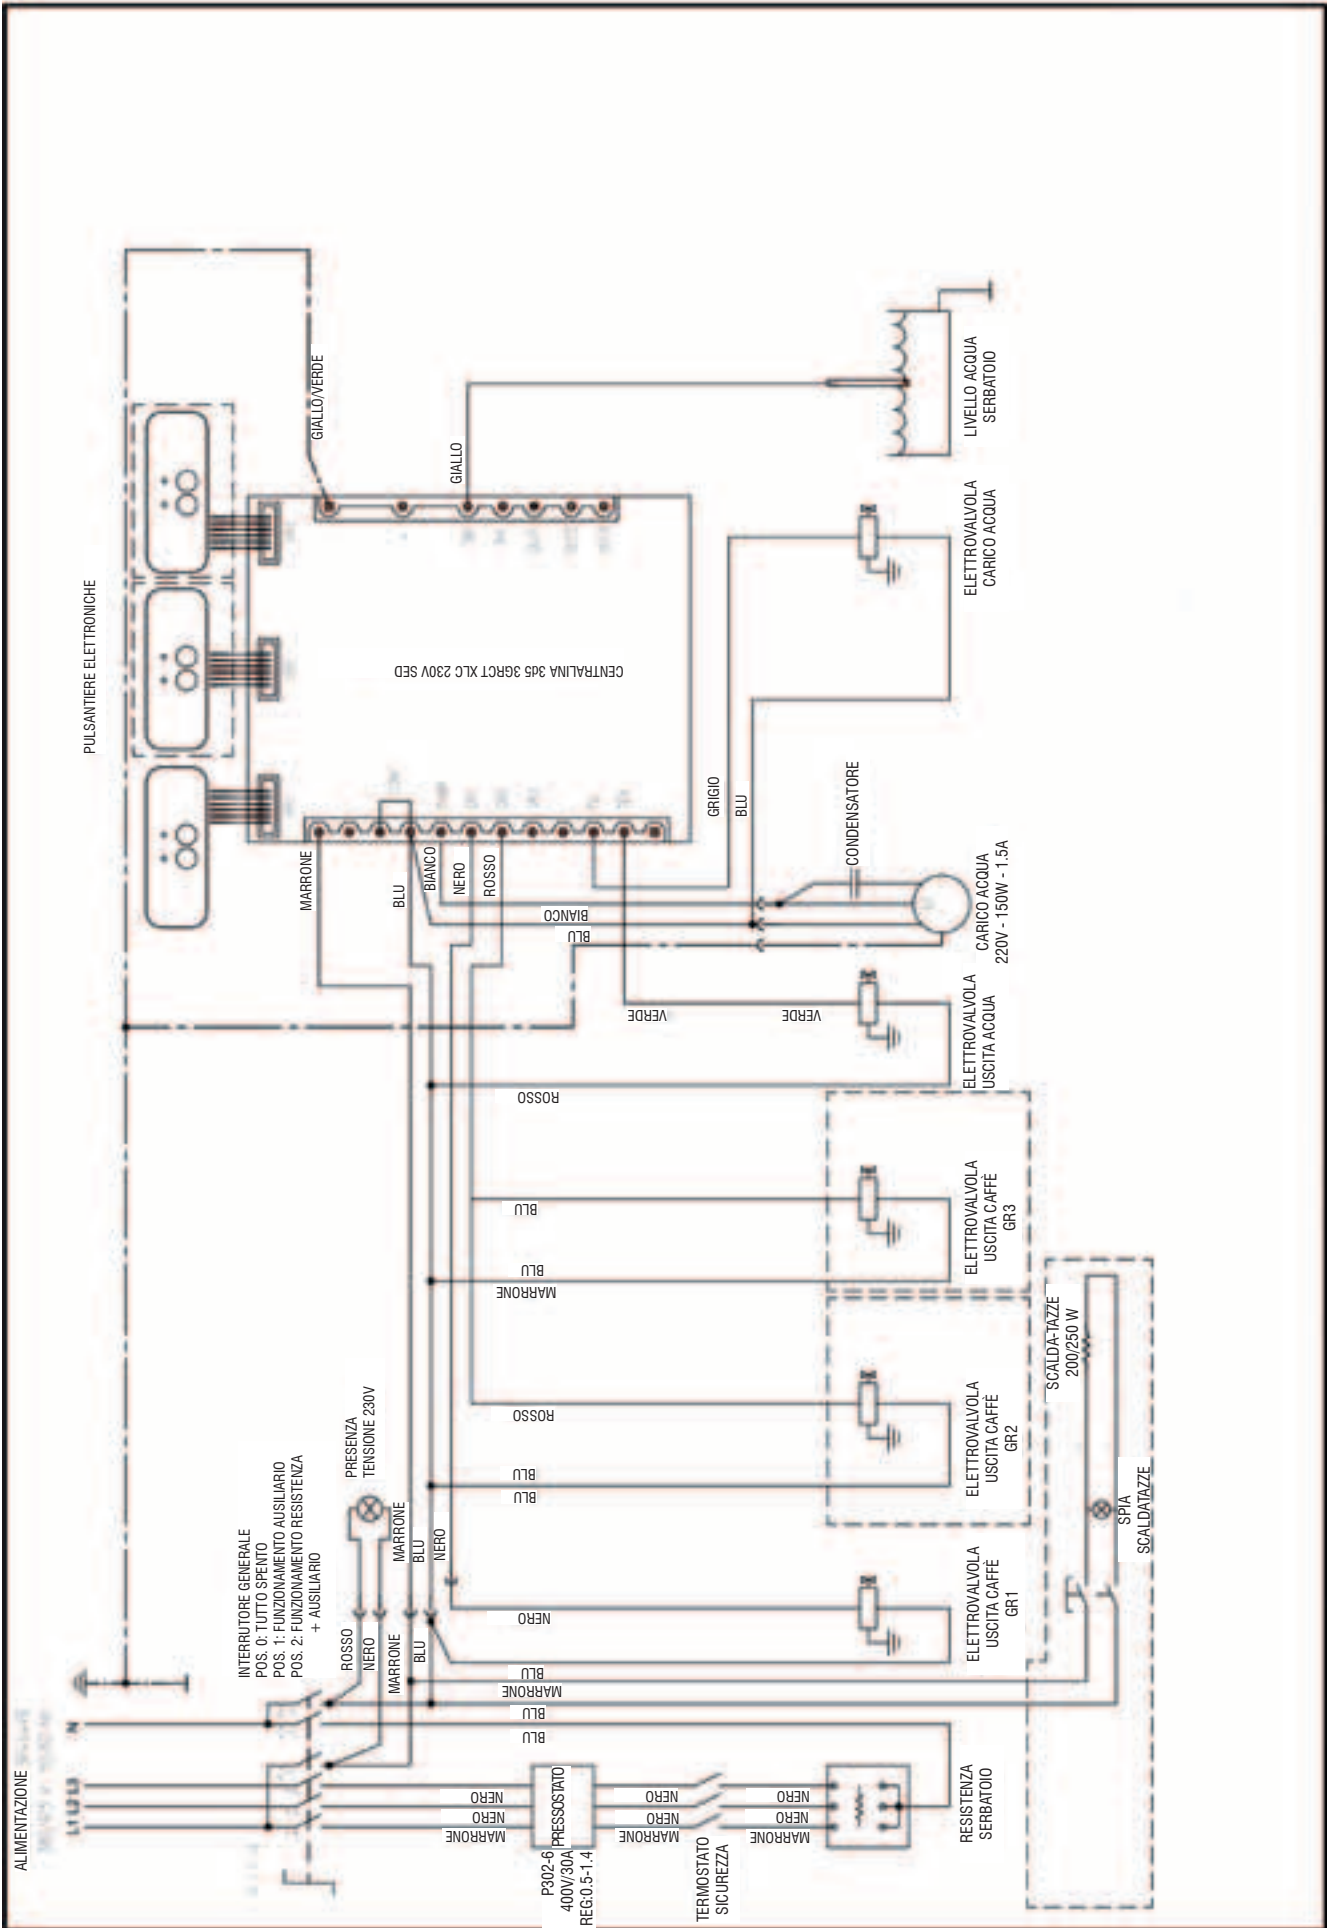 ALIMENTAZIONE
L1 L2 L3
N
INTERRUTORE GENERALE
POS. 0: TUTTO SPENTO
POS. 1: FUNZIONAMENTO AUSILIARIO
POS. 2: FUNZIONAMENTO RESISTENZA
+ AUSILIARIO
PRESENZA
TENSIONE 230V
ROSSO
NERO
MARRONE
BLU
MARRONE
BLU
NERO
PULSANTIERE ELETTRONICHE
GIALLO/VERDE
GIALLO
CENTRALINA 3d5 3GRCT XLC 230V SED
MARRONE
BLU
BIANCO
NERO
ROSSO
GRIGIO
BLU
BIANCO
BLU
VERDE
VERDE
ROSSO
BLU
BLU
MARRONE
ROSSO
BLU
BLU
NERO
BLU
MARRONE
BLU
BLU
NERO
NERO
MARRONE
P302-6
400V/30A
REG:0.5-1.4
PRESSOSTATO
NERO
NERO
MARRONE
TERMOSTATO
SICUREZZA
NERO
NERO
MARRONE
RESISTENZA
SERBATOIO
ELETTROVALVOLA
USCITA CAFFÈ
GR1
ELETTROVALVOLA
USCITA CAFFÈ
GR2
ELETTROVALVOLA
USCITA CAFFÈ
GR3
ELETTROVALVOLA
USCITA ACQUA
CARICO ACQUA
220V - 150W - 1.5A
CONDENSATORE
ELETTROVALVOLA
CARICO ACQUA
LIVELLO ACQUA
SERBATOIO
SCALDA-TAZZE
200/250 W
SPIA
SCALDATAZZE